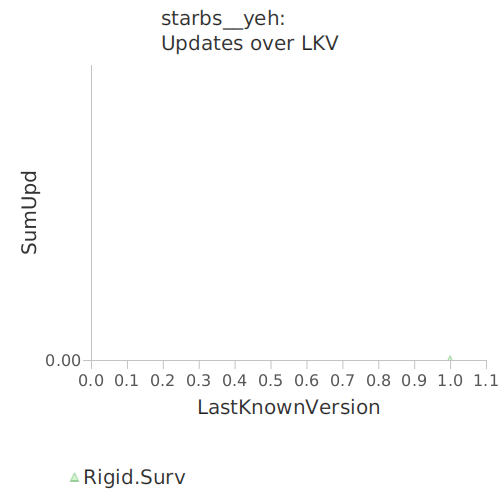 starbs__yeh:
Updates over LKV
SumUpd
0.00
0.0 0.1 0.2 0.3 0.4 0.5 0.6 0.7 0.8 0.9 1.0 1.1
LastKnownVersion
Rigid.Surv